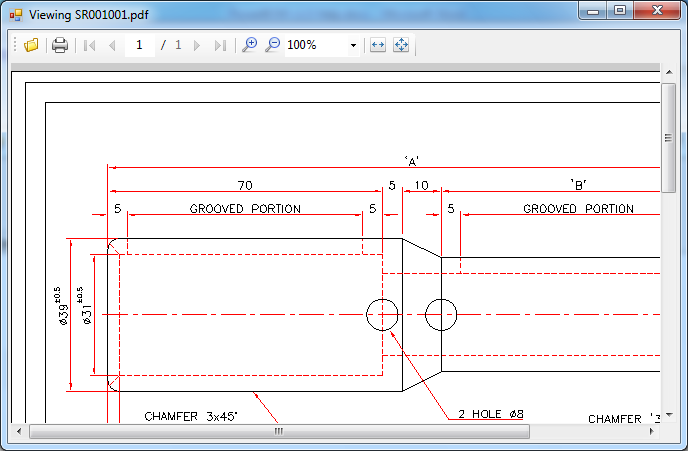 Viewing SR001001.pdf
1 / 1 100%
'A'
70 5 10 'B'
5 GROOVED PORTION 5 5 GROOVED PORTION
Ø39±0.5
Ø31±0.5
CHAMFER 3x45°
2 HOLE Ø8
CHAMFER '3